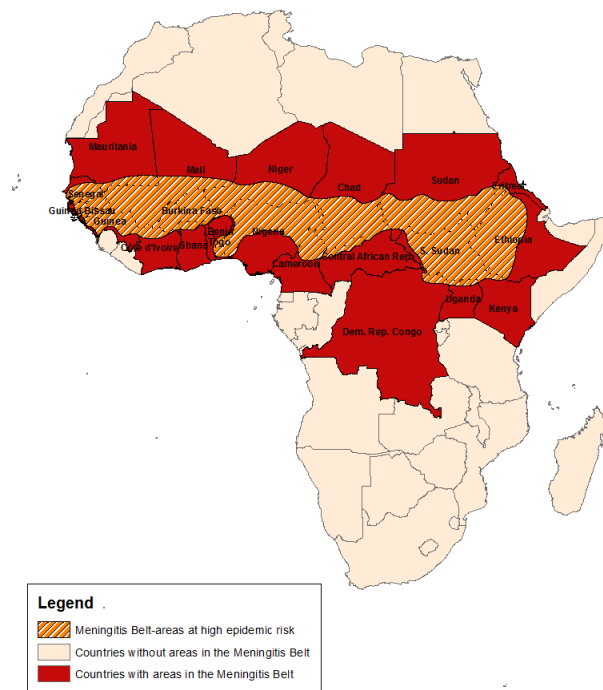 Mauritania
Mali
Niger
Chad
Sudan
Eritrea
Senegal
Guinea Bissau
Guinea
Burkina Faso
Benin
Togo
Nigeria
Ethiopia
d'Ivoire
Ghana
S. Sudan
Central African Rep.
Cameroon
Uganda
Kenya
Dem. Rep. Congo
Legend
Meningitis Belt-areas at high epidemic risk
Countries without areas in the Meningitis Belt
Countries with areas in the Meningitis Belt